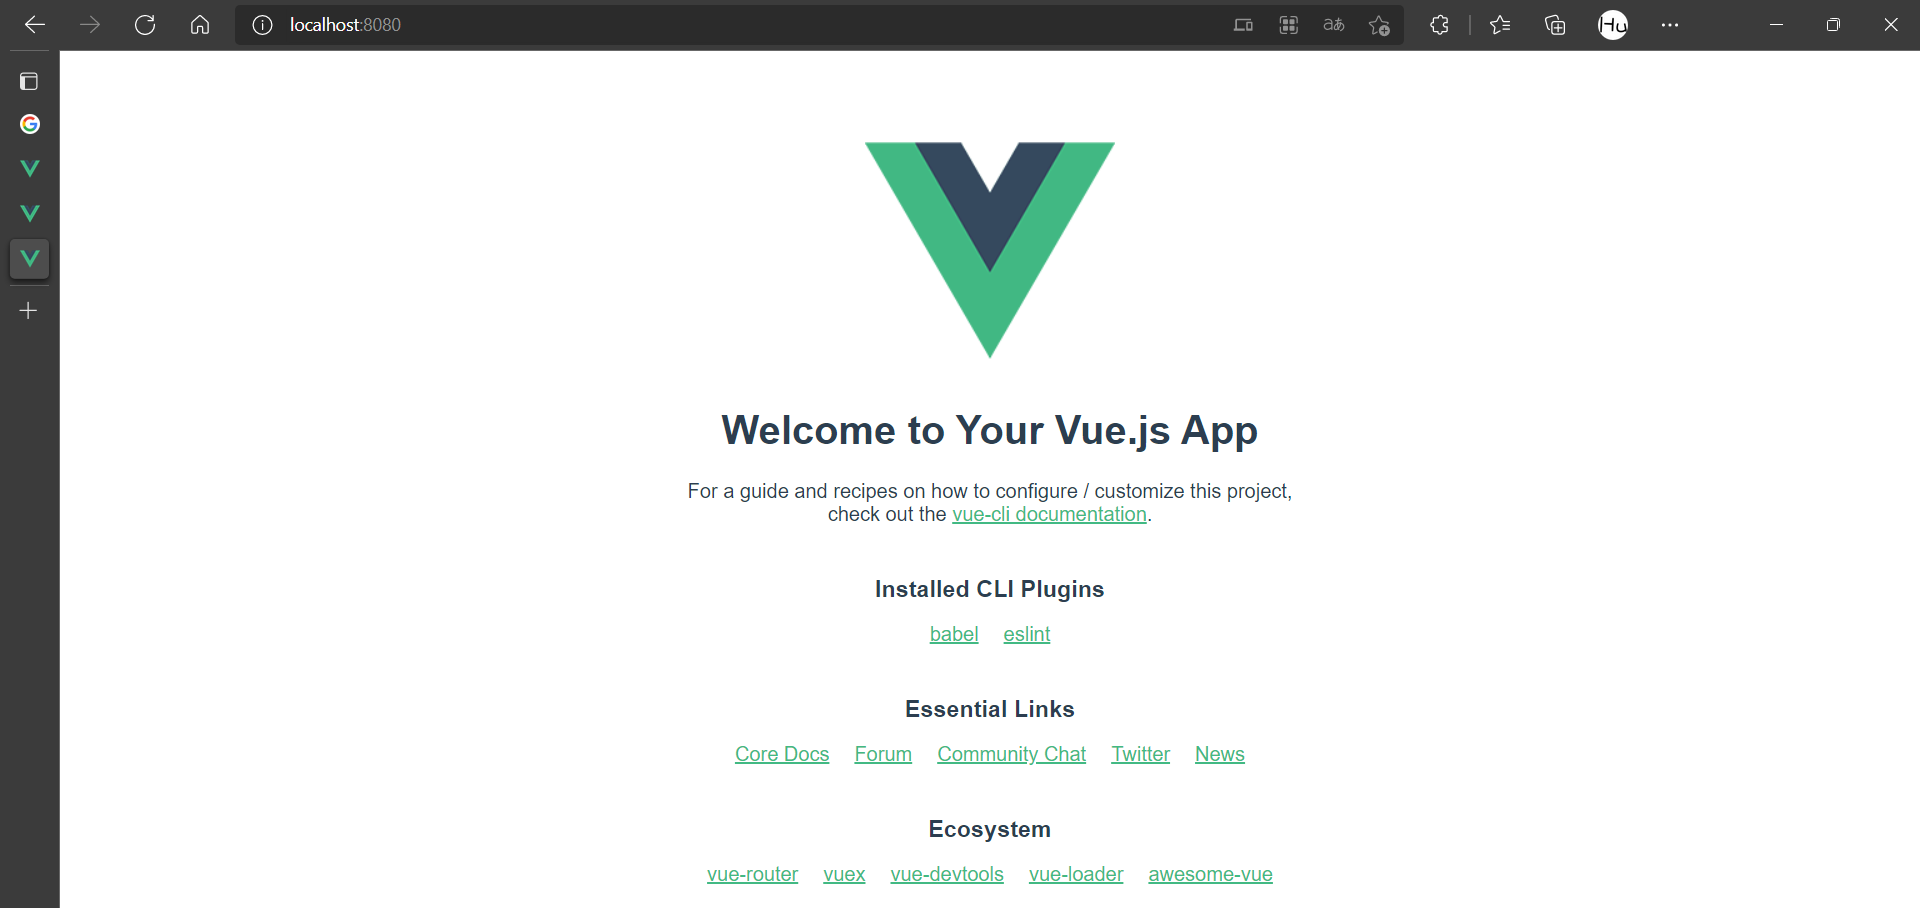 localhost:8080
aあ
Hu
Welcome to Your Vue.js App
For a guide and recipes on how to configure / customize this project,
check out the vue-cli documentation.
Installed CLI Plugins
babel eslint
Essential Links
Core Docs Forum Community Chat Twitter News
Ecosystem
vue-router vuex vue-devtools vue-loader awesome-vue